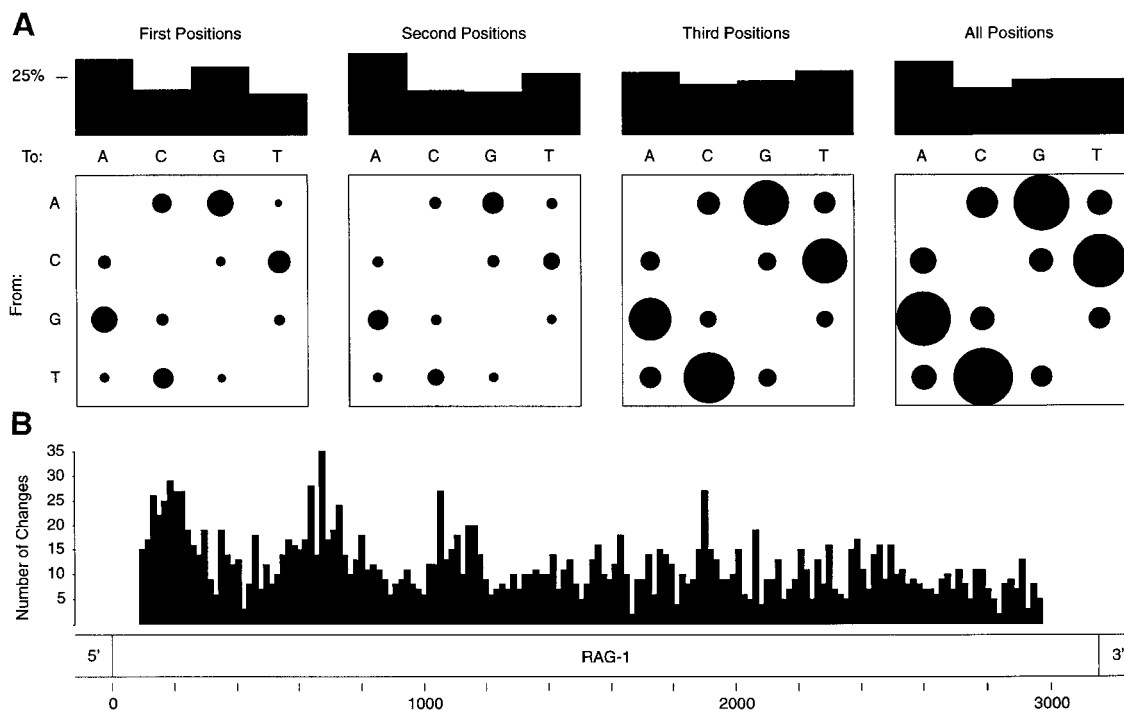 A
First Positions
Second Positions
Third Positions
All Positions
25%
To: A C G T A C G T A C G T A C G T
From:
A
C
G
T
B
Number of Changes
35
30
25
20
15
10
5
5' RAG-1 3'
0 1000 2000 3000